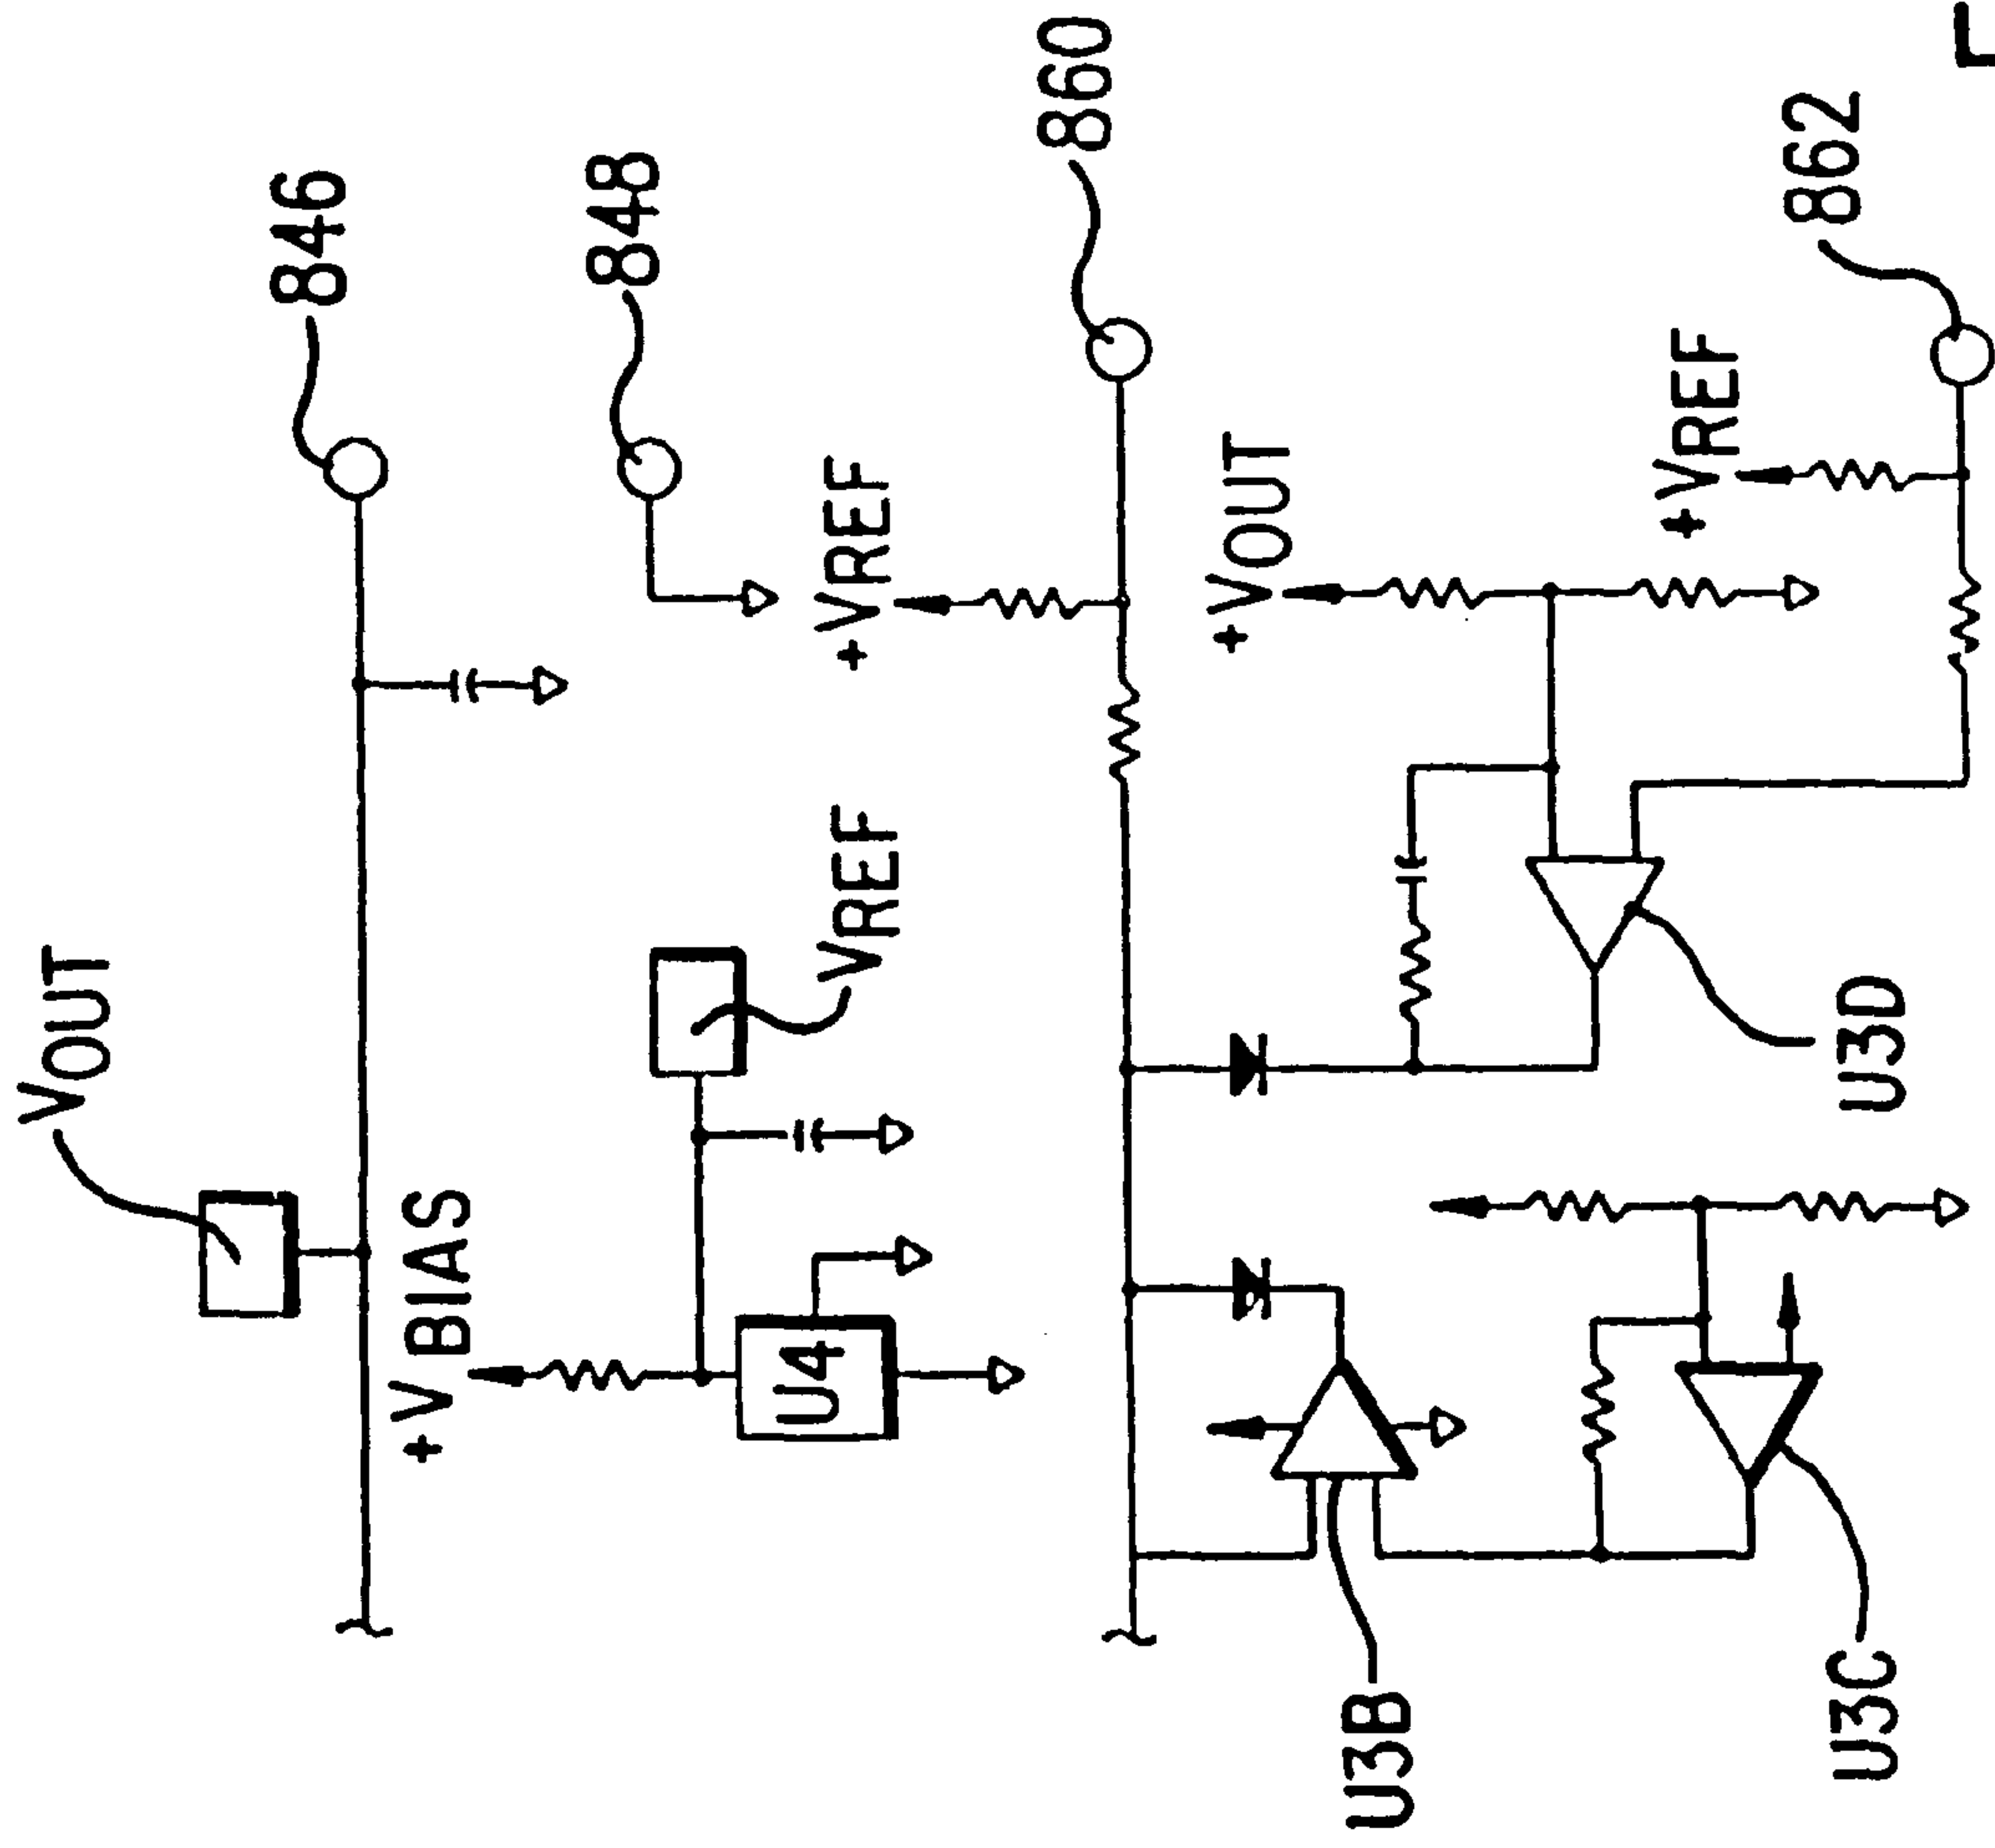 VOUT
846
848
+VBIAS
VREF
U4
+VREF
860
+VOUT
+VREF
862
U3B
U3C
U3D